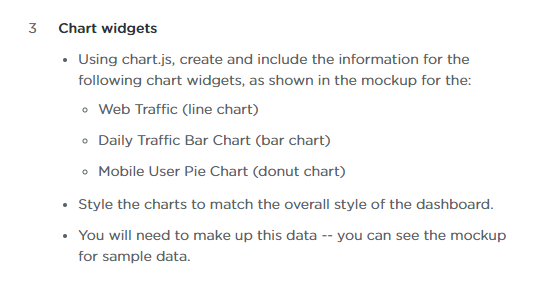 3 Chart widgets
• Using chart.js, create and include the information for the
following chart widgets, as shown in the mockup for the:
◦ Web Traffic (line chart)
◦ Daily Traffic Bar Chart (bar chart)
◦ Mobile User Pie Chart (donut chart)
• Style the charts to match the overall style of the dashboard.
• You will need to make up this data -- you can see the mockup
for sample data.